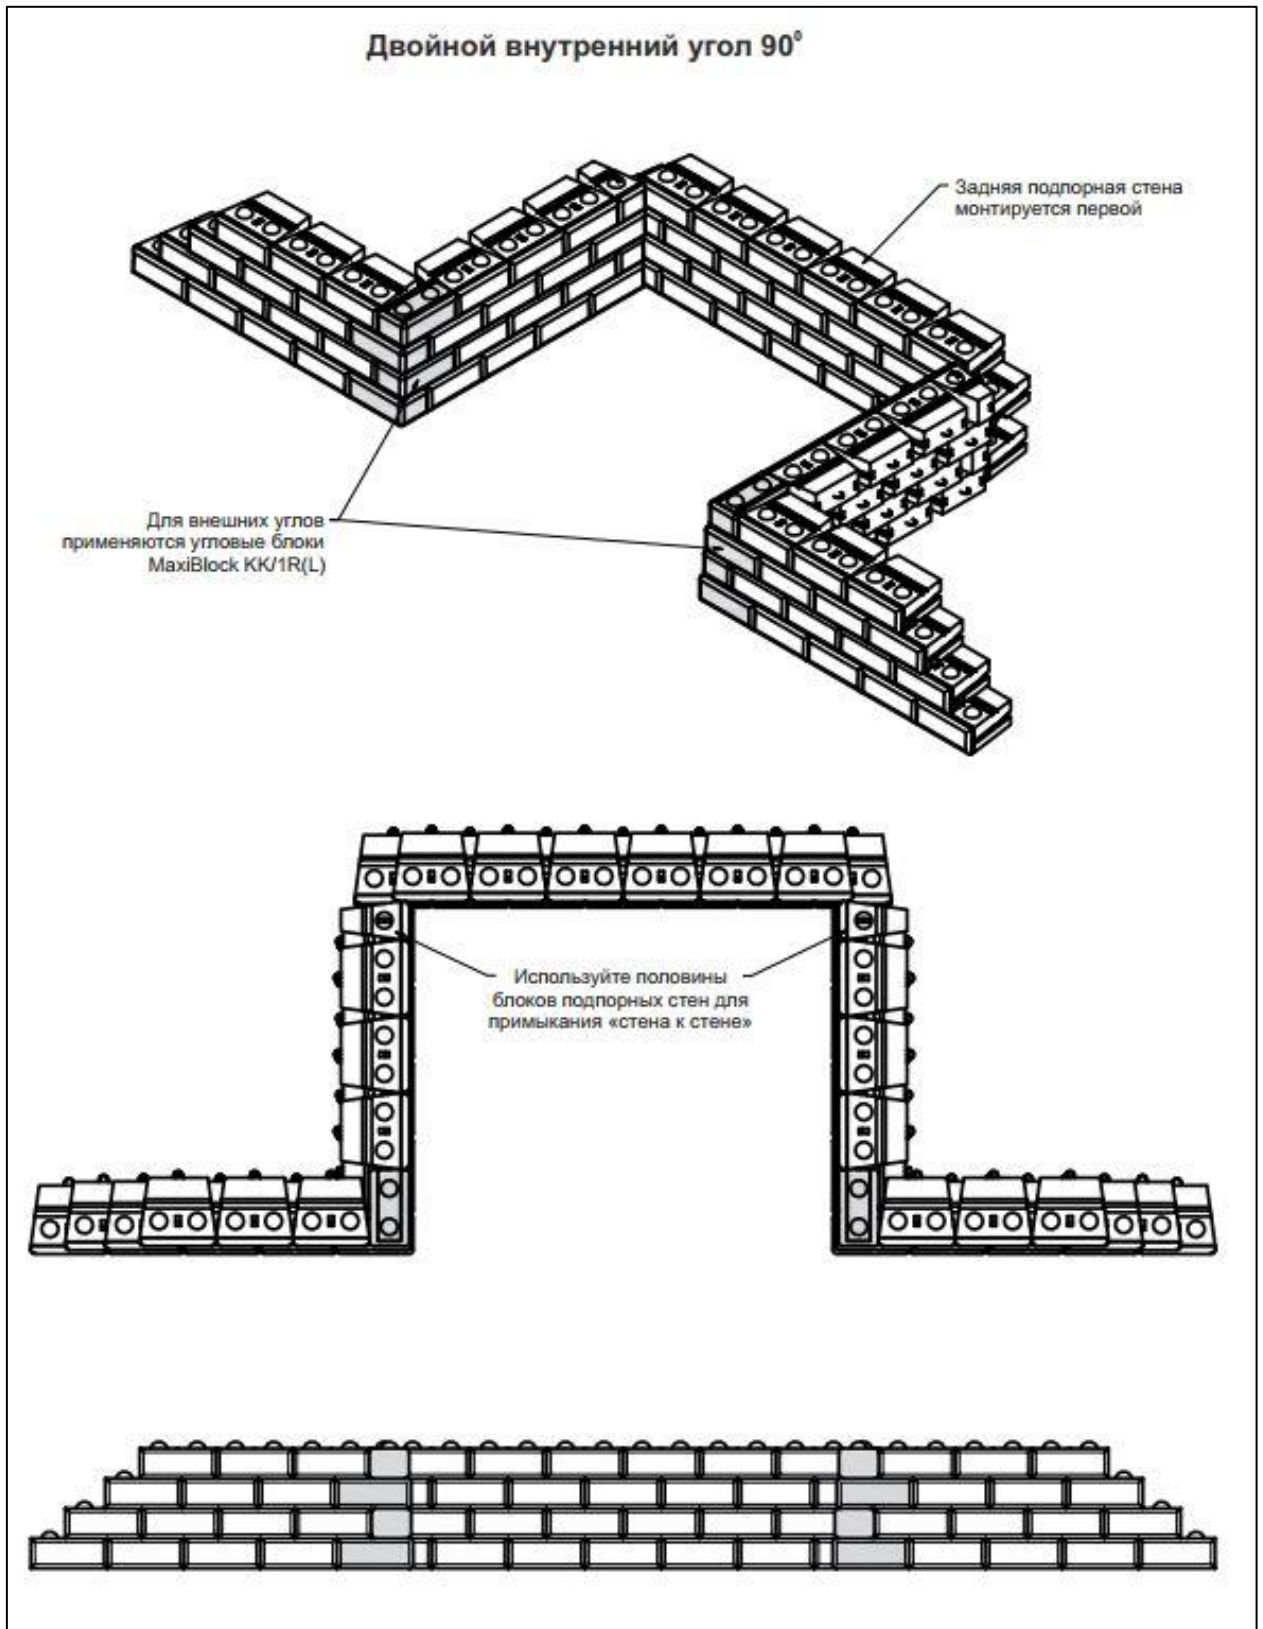 Двойной внутренний угол 90⁰
Задняя подпорная стена
монтируется первой
Для внешних углов
применяются угловые блоки
MaxiBlock KK/1R(L)
Используйте половины
блоков подпорных стен для
примыкания «стена к стене»